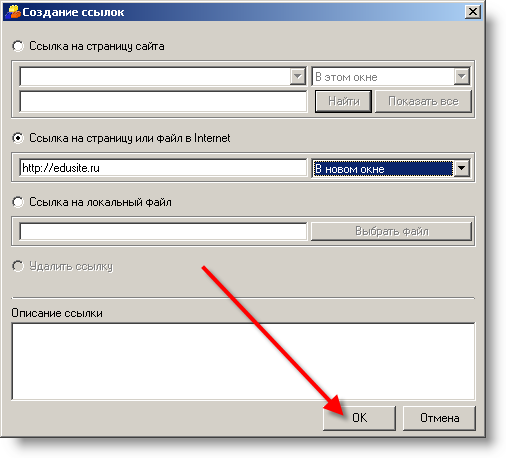 Создание ссылок
Ссылка на страницу сайта
В этом окне
Найти
Показать все
Ссылка на страницу или файл в Internet
http://edusite.ru
В новом окне
Ссылка на локальный файл
Выбрать файл
Удалить ссылку
Описание ссылки
OK
Отмена